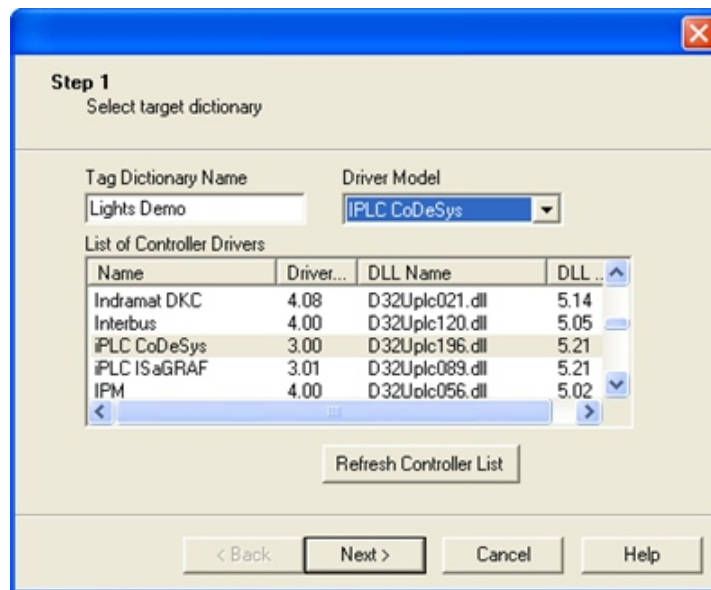 Step 1
Select target dictionary
Tag Dictionary Name Driver Model
Lights Demo IPLC CoDeSys
List of Controller Drivers
Name Driver... DLL Name DLL ...
Indramat DKC 4.08 D32Uplc021.dll 5.14
Interbus 4.00 D32Uplc120.dll 5.05
iPLC CoDeSys 3.00 D32Uplc196.dll 5.21
iPLC ISaGRAF 3.01 D32Uplc089.dll 5.21
IPM 4.00 D32Uplc056.dll 5.02
Refresh Controller List
< Back Next > Cancel Help